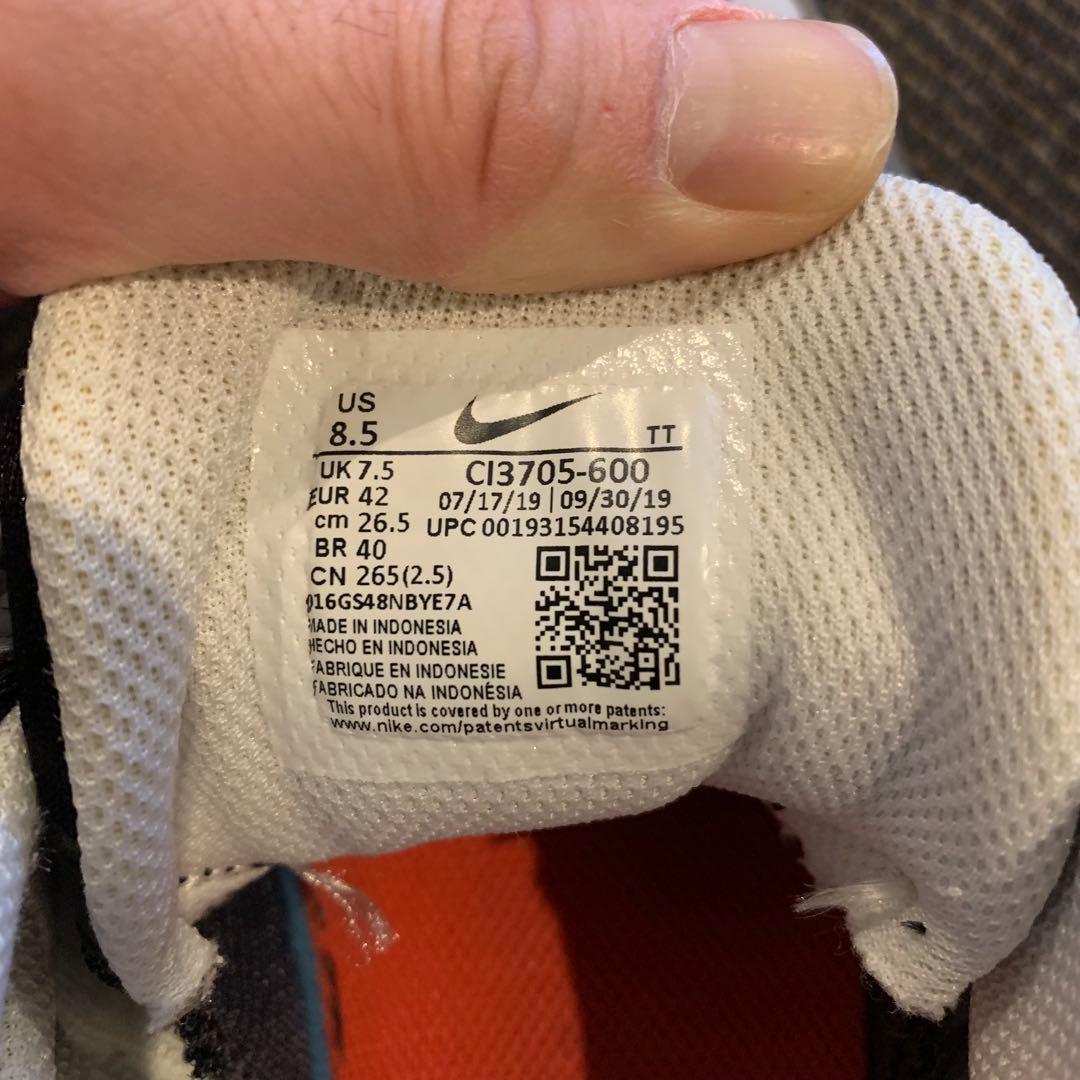 US
8.5
TT
UK 7.5
EUR 42
cm 26.5
BR 40
CN 265(2.5)
CI3705-600
07/17/19 | 09/30/19
UPC 00193154408195
016GS48NBYE7A
MADE IN INDONESIA
HECHO EN INDONESIA
FABRIQUE EN INDONESIE
FABRICADO NA INDONÉSIA
This product is covered by one or more patents:
www.nike.com/patentsvirtualmarking